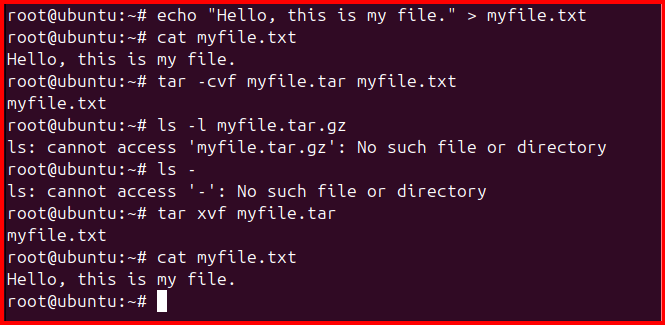 root@ubuntu:~# echo "Hello, this is my file." > myfile.txt
root@ubuntu:~# cat myfile.txt
Hello, this is my file.
root@ubuntu:~# tar -cvf myfile.tar myfile.txt
myfile.txt
root@ubuntu:~# ls -l myfile.tar.gz
ls: cannot access 'myfile.tar.gz': No such file or directory
root@ubuntu:~# ls -
ls: cannot access '-': No such file or directory
root@ubuntu:~# tar xvf myfile.tar
myfile.txt
root@ubuntu:~# cat myfile.txt
Hello, this is my file.
root@ubuntu:~#